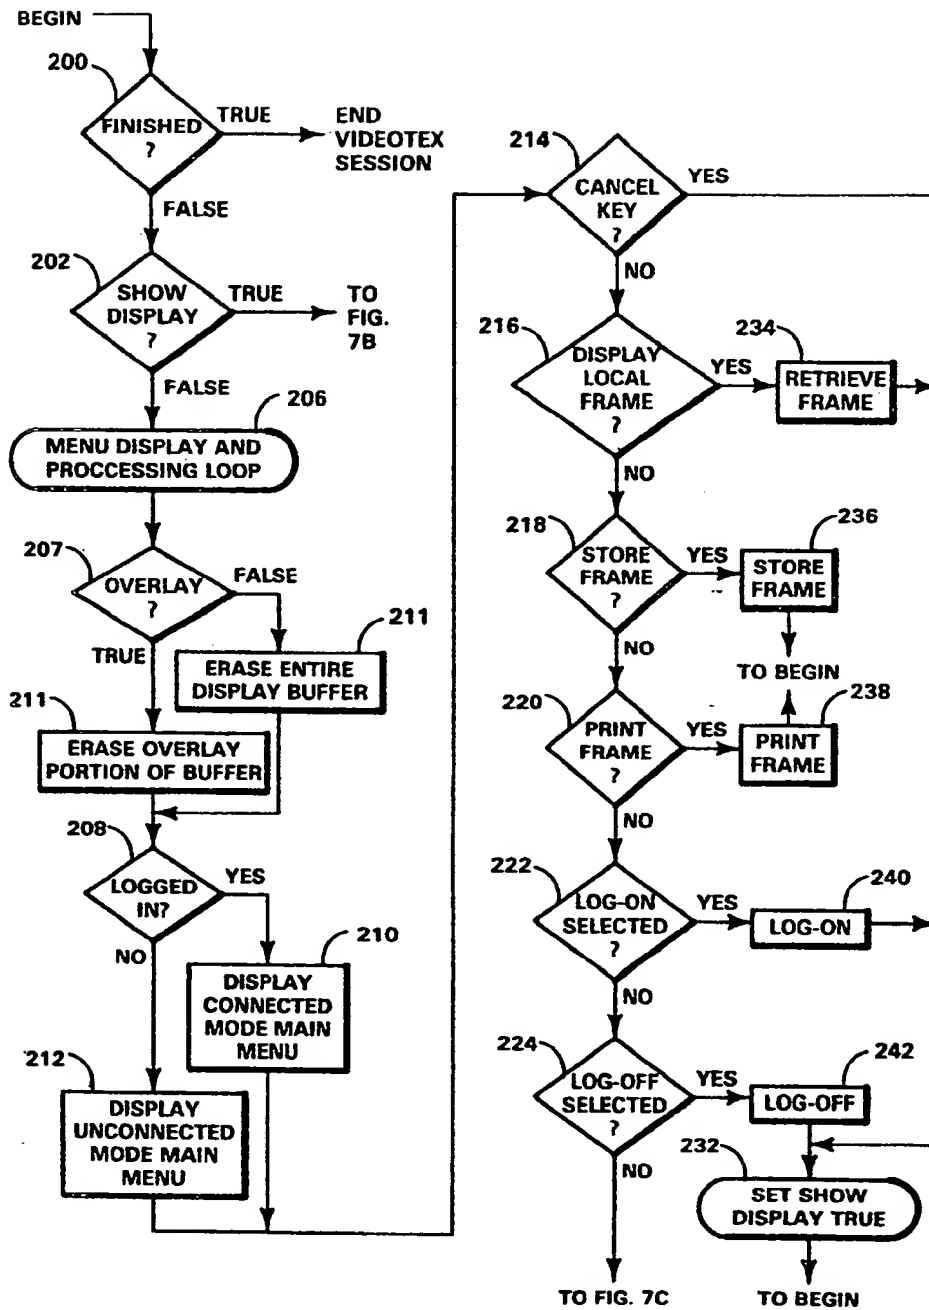 BEGIN
200
FINISHED
?
TRUE
END
VIDEOTEX
SESSION
FALSE
202
SHOW
DISPLAY
?
TRUE
TO
FIG.
7B
FALSE
206
MENU DISPLAY AND
PROCCESSING LOOP
207
OVERLAY
?
FALSE
TRUE
211
ERASE ENTIRE
DISPLAY BUFFER
211
ERASE OVERLAY
PORTION OF BUFFER
208
LOGGED
IN?
YES
NO
210
DISPLAY
CONNECTED
MODE MAIN
MENU
212
DISPLAY
UNCONNECTED
MODE MAIN
MENU
214
CANCEL
KEY
?
YES
NO
216
DISPLAY
LOCAL
FRAME
?
YES
234
RETRIEVE
FRAME
NO
218
STORE
FRAME
?
YES
236
STORE
FRAME
NO
TO BEGIN
220
PRINT
FRAME
?
YES
238
PRINT
FRAME
NO
222
LOG-ON
SELECTED
?
YES
240
LOG-ON
NO
224
LOG-OFF
SELECTED
?
YES
242
LOG-OFF
NO
232
SET SHOW
DISPLAY TRUE
TO FIG. 7C
TO BEGIN